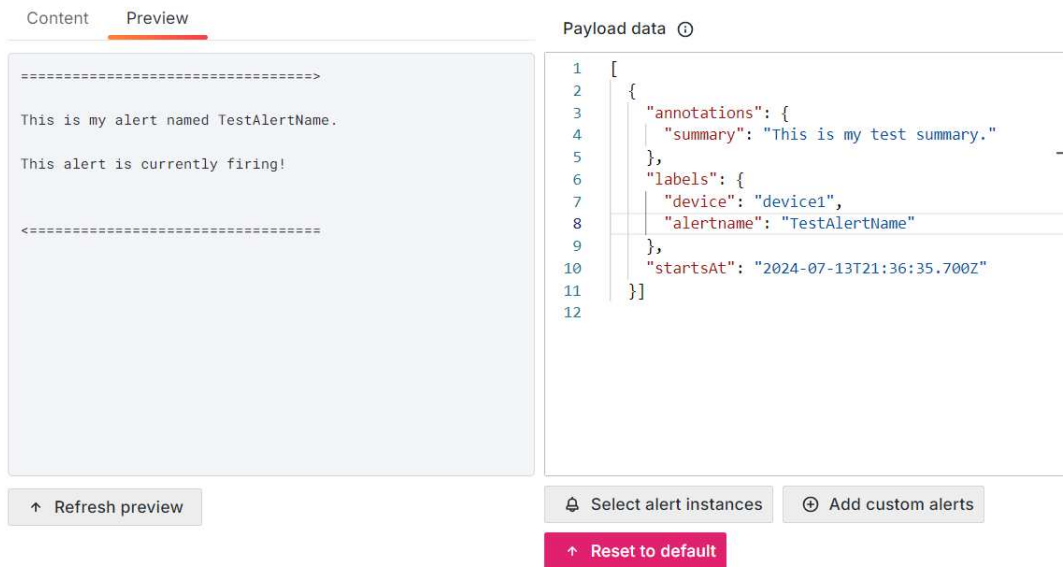 Content Preview
==================================>
This is my alert named TestAlertName.
This alert is currently firing!
<==================================
Refresh preview
Payload data
1 [
2 {
3 "annotations": {
4 "summary": "This is my test summary."
5 },
6 "labels": {
7 "device": "device1",
8 "alertname": "TestAlertName"
9 },
10 "startsAt": "2024-07-13T21:36:35.700Z"
11 }]
12
Select alert instances Add custom alerts
Reset to default